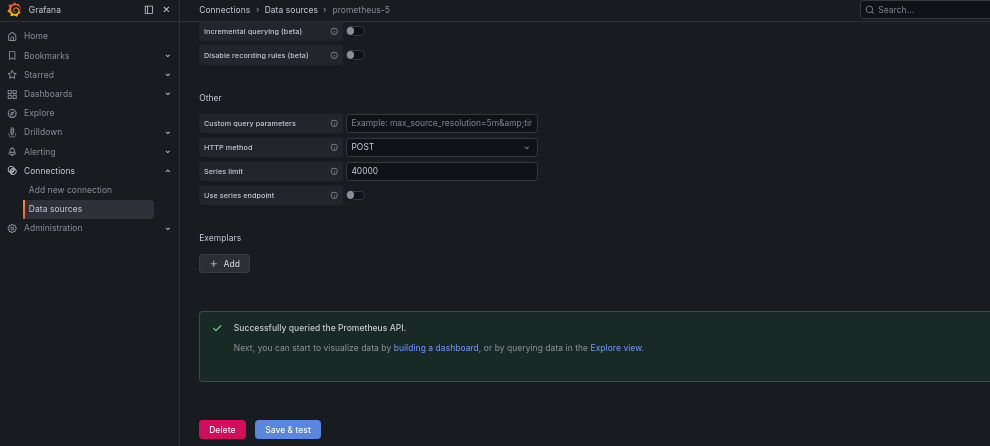 Grafana
Connections › Data sources › prometheus-5
Search...
Home
Bookmarks
Starred
Dashboards
Explore
Drilldown
Alerting
Connections
Add new connection
Data sources
Administration
Incremental querying (beta)
Disable recording rules (beta)
Other
Custom query parameters
Example: max_source_resolution=5m&amp;tir
HTTP method
POST
Series limit
40000
Use series endpoint
Exemplars
+ Add
Successfully queried the Prometheus API.
Next, you can start to visualize data by building a dashboard, or by querying data in the Explore view.
Delete
Save & test